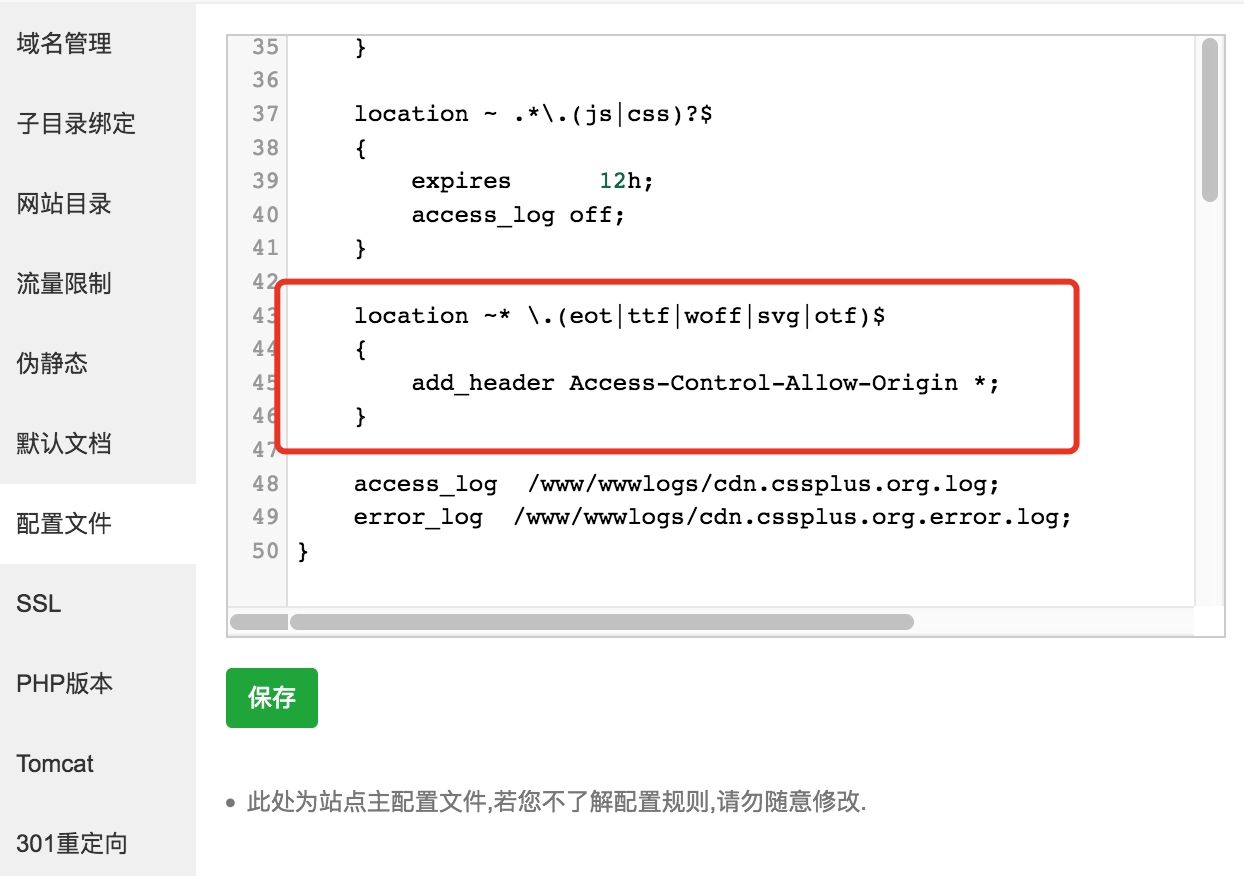 域名管理
子目录绑定
网站目录
流量限制
伪静态
默认文档
配置文件
SSL
PHP版本
Tomcat
301重定向
35 }
36
37 location ~ .*\.(js|css)?$
38 {
39 expires 12h;
40 access_log off;
41 }
42
43 location ~* \.(eot|ttf|woff|svg|otf)$
44 {
45 add_header Access-Control-Allow-Origin *;
46 }
47
48 access_log /www/wwwlogs/cdn.cssplus.org.log;
49 error_log /www/wwwlogs/cdn.cssplus.org.error.log;
50 }
保存
此处为站点主配置文件,若您不了解配置规则,请勿随意修改.